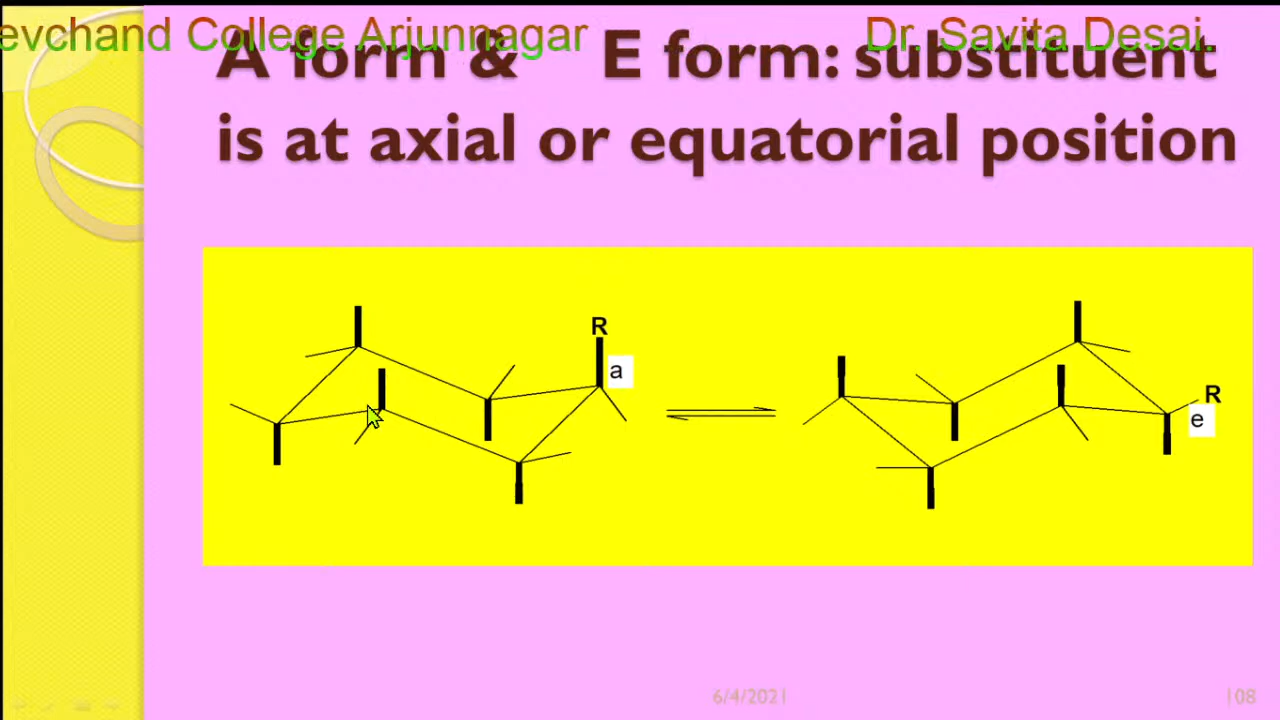 evchand College Arjunnagar Dr. Savita Desai.
A form & E form: substituent
is at axial or equatorial position
R
a
R
e
6/4/2021 108